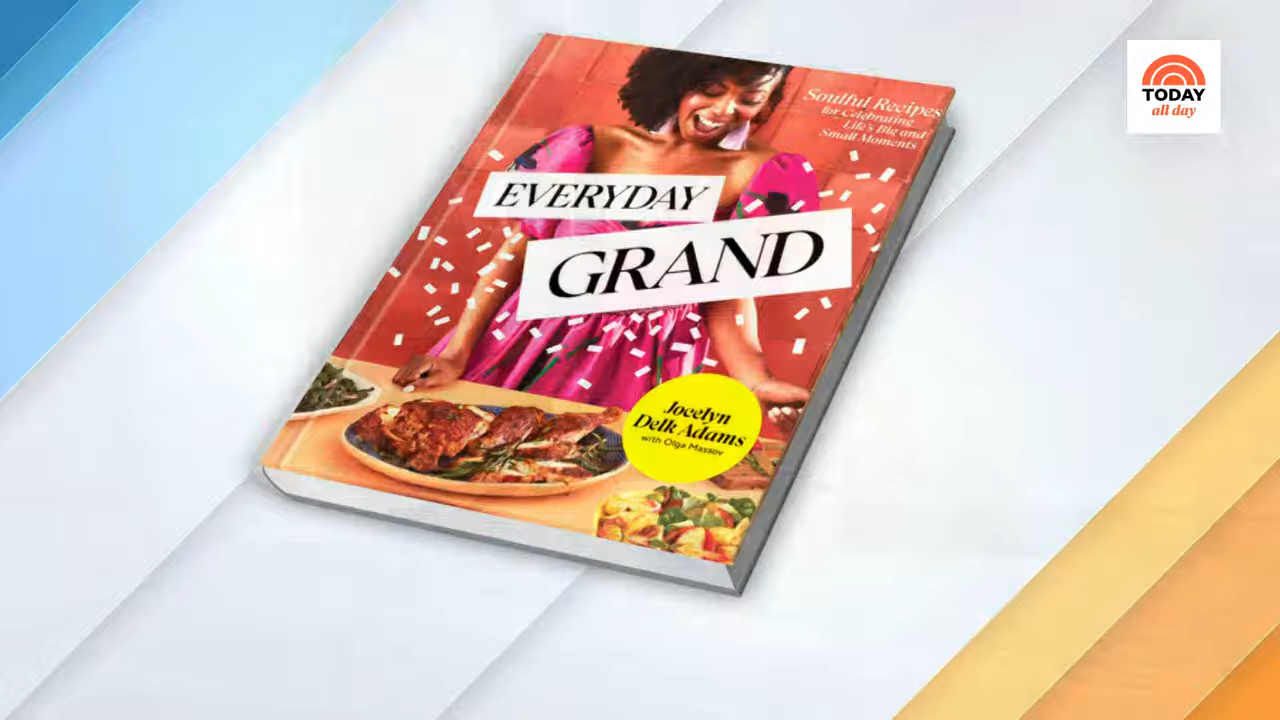 TODAY
all day
Soulful Recipes
for Celebrating
Life's Big and
Small Moments
EVERYDAY
GRAND
Jocelyn
Delk Adams
with Olga Massov